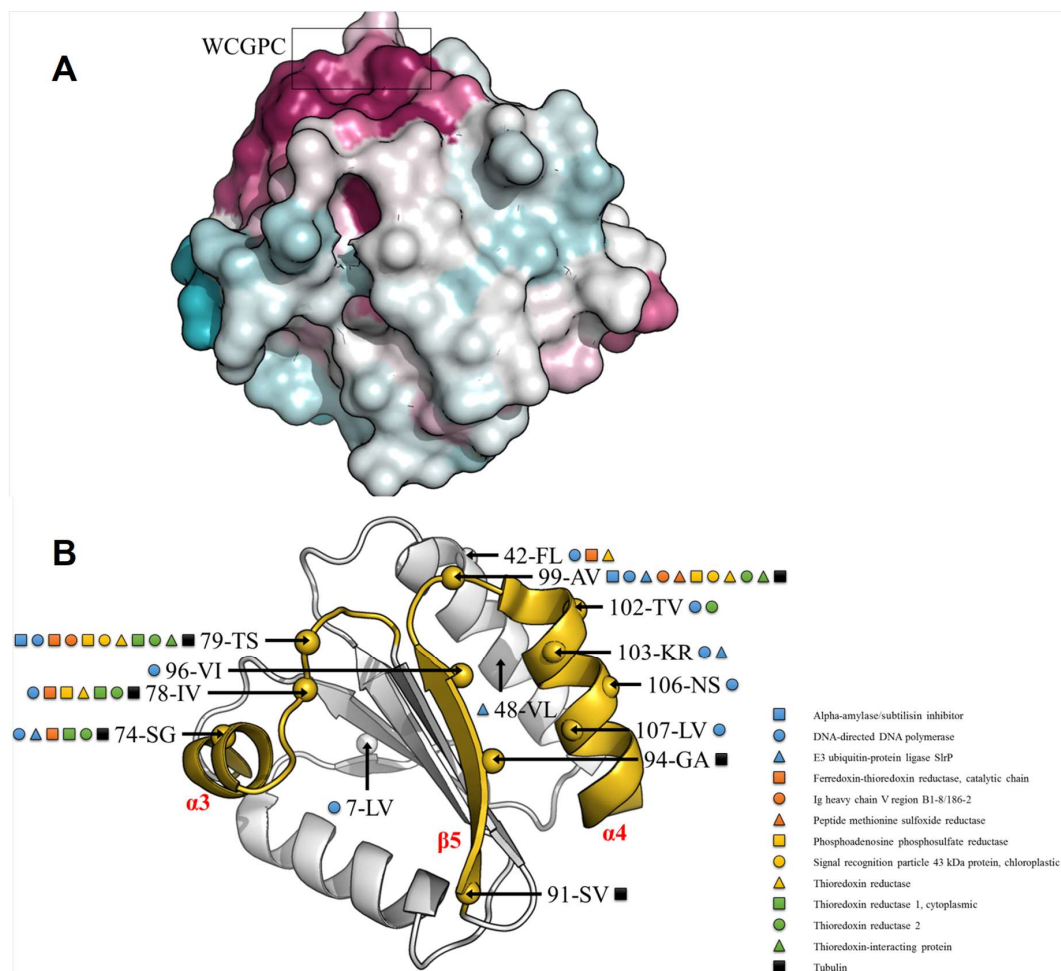 A
WCGPC
B
42-FL
99-AV
102-TV
79-TS
103-KR
96-VI
106-NS
78-IV
48-VL
74-SG
107-LV
94-GA
α3
7-LV
β5
α4
91-SV
Alpha-amylase/subtilisin inhibitor
DNA-directed DNA polymerase
E3 ubiquitin-protein ligase SlrP
Ferredoxin-thioredoxin reductase, catalytic chain
Ig heavy chain V region B1-8/186-2
Peptide methionine sulfoxide reductase
Phosphoadenosine phosphosulfate reductase
Signal recognition particle 43 kDa protein, chloroplastic
Thioredoxin reductase
Thioredoxin reductase 1, cytoplasmic
Thioredoxin reductase 2
Thioredoxin-interacting protein
Tubulin